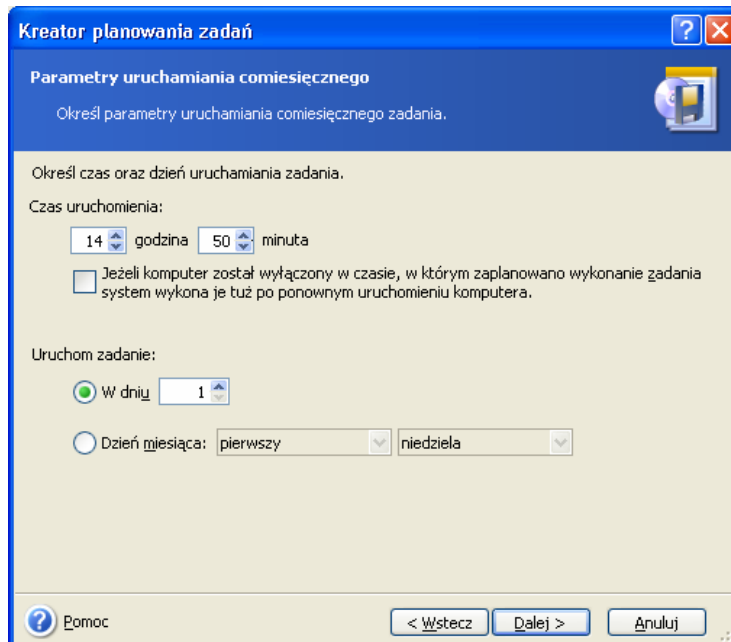 Kreator planowania zadań
Parametry uruchamiania comiesięcznego
Określ parametry uruchamiania comiesięcznego zadania.
Określ czas oraz dzień uruchamiania zadania.
Czas uruchomienia:
14 godzina 50 minuta
Jeżeli komputer został wyłączony w czasie, w którym zaplanowano wykonanie zadania
system wykona je tuż po ponownym uruchomieniu komputera.
Uruchom zadanie:
W dniu 1
Dzień miesiąca: pierwszy niedziela
Pomoc < Wstecz Dalej > Anuluj